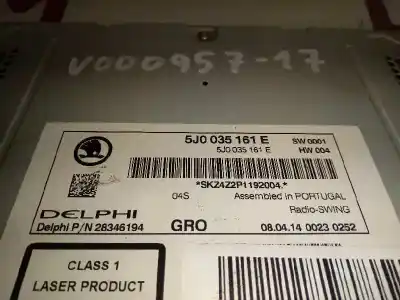 V000957-17
5J0 035 161 E SW 0001
5J0 035 161 E HW 004
*SKZ4Z2P1192004.*
04S Assembled in PORTUGAL
DELPHI Radio-SWING
Delphi P/N 28346194 GRO 08.04.14 0023 0252
CLASS 1
LASER PRODUCT